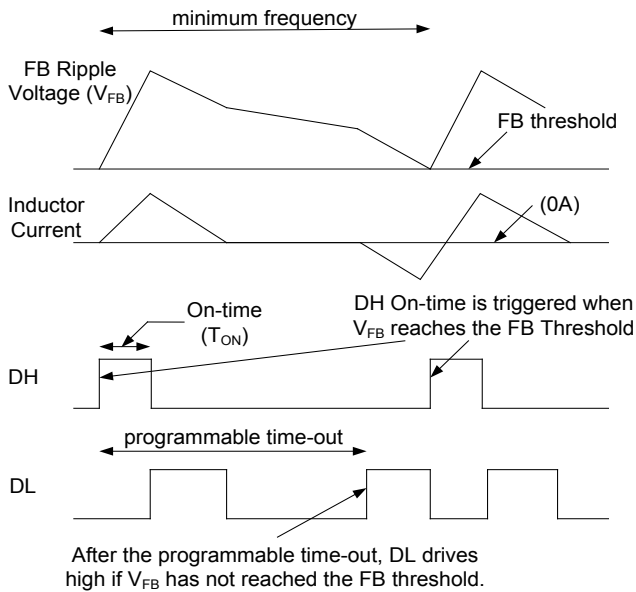 minimum frequency
FB Ripple
Voltage (VFB)
FB threshold
Inductor
Current
(0A)
On-time
(TON)
DH On-time is triggered when
VFB reaches the FB Threshold
DH
programmable time-out
DL
After the programmable time-out, DL drives
high if VFB has not reached the FB threshold.